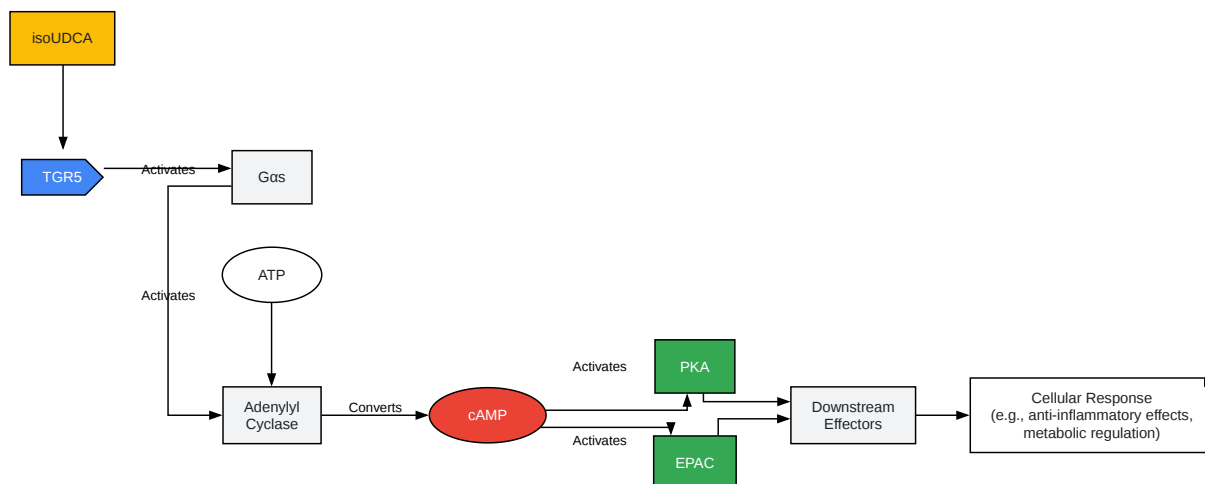 isoUDCA
TGR5
Activates
Gαs
ATP
Activates
Adenylyl
Cyclase
Converts
cAMP
Activates
Activates
PKA
EPAC
Downstream
Effectors
Cellular Response
(e.g., anti-inflammatory effects,
metabolic regulation)